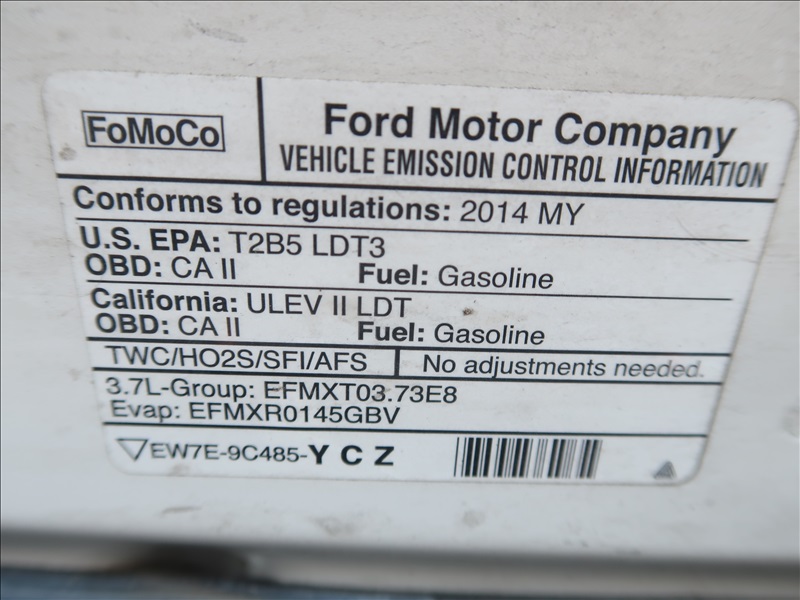 FoMoCo
Ford Motor Company
VEHICLE EMISSION CONTROL INFORMATION
Conforms to regulations: 2014 MY
U.S. EPA: T2B5 LDT3
OBD: CA II Fuel: Gasoline
California: ULEV II LDT
OBD: CA II Fuel: Gasoline
TWC/HO2S/SFI/AFS No adjustments needed.
3.7L-Group: EFMXT03.73E8
Evap: EFMXR0145GBV
EW7E-9C485-Y C Z